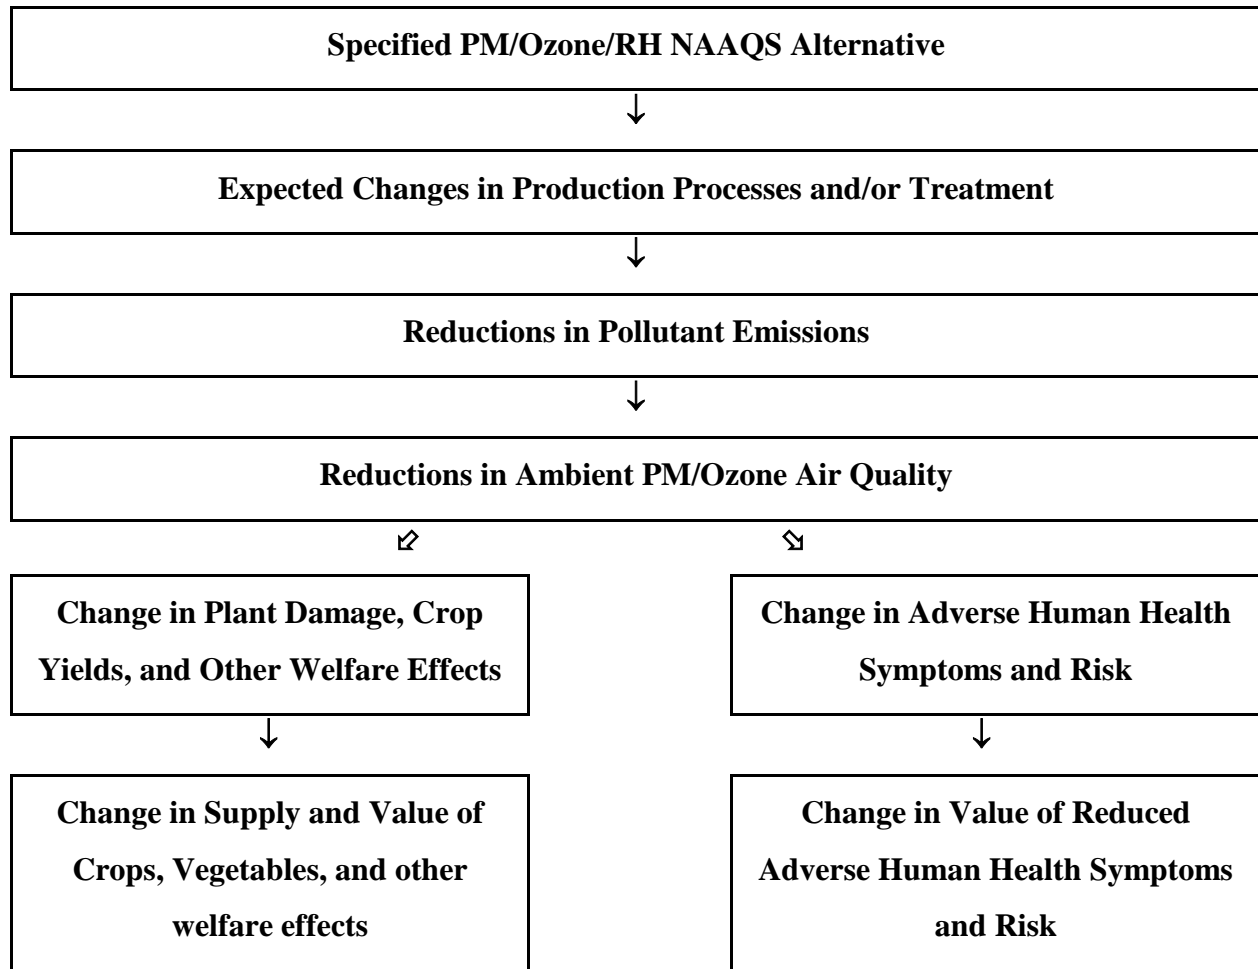 Specified PM/Ozone/RH NAAQS Alternative
Expected Changes in Production Processes and/or Treatment
Reductions in Pollutant Emissions
Reductions in Ambient PM/Ozone Air Quality
Change in Plant Damage, Crop
Yields, and Other Welfare Effects
Change in Adverse Human Health
Symptoms and Risk
Change in Supply and Value of
Crops, Vegetables, and other
welfare effects
Change in Value of Reduced
Adverse Human Health Symptoms
and Risk